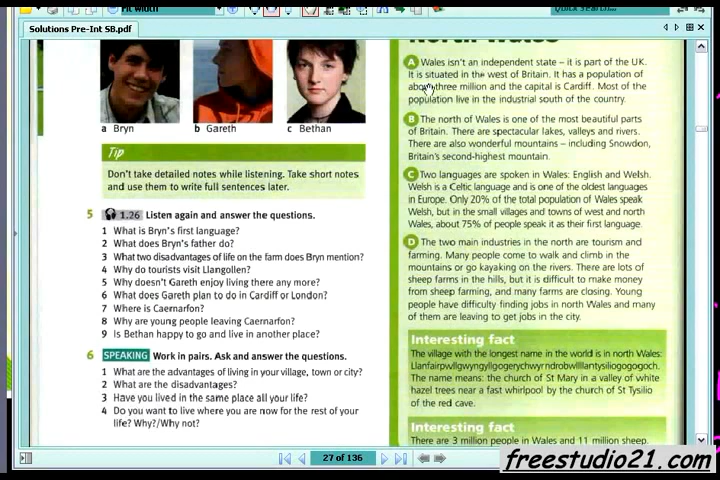 Fit width
Quick Search...
Solutions Pre-Int SB.pdf
a Bryn
b Gareth
c Bethan
Tip
Don't take detailed notes while listening. Take short notes
and use them to write full sentences later.
5 1.26 Listen again and answer the questions.
1 What is Bryn's first language?
2 What does Bryn's father do?
3 What two disadvantages of life on the farm does Bryn mention?
4 Why do tourists visit Llangollen?
5 Why doesn't Gareth enjoy living there any more?
6 What does Gareth plan to do in Cardiff or London?
7 Where is Caernarfon?
8 Why are young people leaving Caernarfon?
9 Is Bethan happy to go and live in another place?
6 SPEAKING Work in pairs. Ask and answer the questions.
1 What are the advantages of living in your village, town or city?
2 What are the disadvantages?
3 Have you lived in the same place all your life?
4 Do you want to live where you are now for the rest of your
life? Why?/Why not?
North Wales
A Wales isn't an independent state – it is part of the UK.
It is situated in the west of Britain. It has a population of
about three million and the capital is Cardiff. Most of the
population live in the industrial south of the country.
B The north of Wales is one of the most beautiful parts
of Britain. There are spectacular lakes, valleys and rivers.
There are also wonderful mountains – including Snowdon,
Britain's second-highest mountain.
C Two languages are spoken in Wales: English and Welsh.
Welsh is a Celtic language and is one of the oldest languages
in Europe. Only 20% of the total population of Wales speak
Welsh, but in the small villages and towns of west and north
Wales, about 75% of people speak it as their first language.
D The two main industries in the north are tourism and
farming. Many people come to walk and climb in the
mountains or go kayaking on the rivers. There are lots of
sheep farms in the hills, but it is difficult to make money
from sheep farming, and many farms are closing. Young
people have difficulty finding jobs in north Wales and many
of them are leaving to get jobs in the city.
Interesting fact
The village with the longest name in the world is in north Wales:
Llanfairpwllgwyngyllgogerychwyrndrobwllllantysiliogogogoch.
The name means: the church of St Mary in a valley of white
hazel trees near a fast whirlpool by the church of St Tysilio
of the red cave.
Interesting fact
There are 3 million people in Wales and 11 million sheep.
27 of 136
freestudio21.com